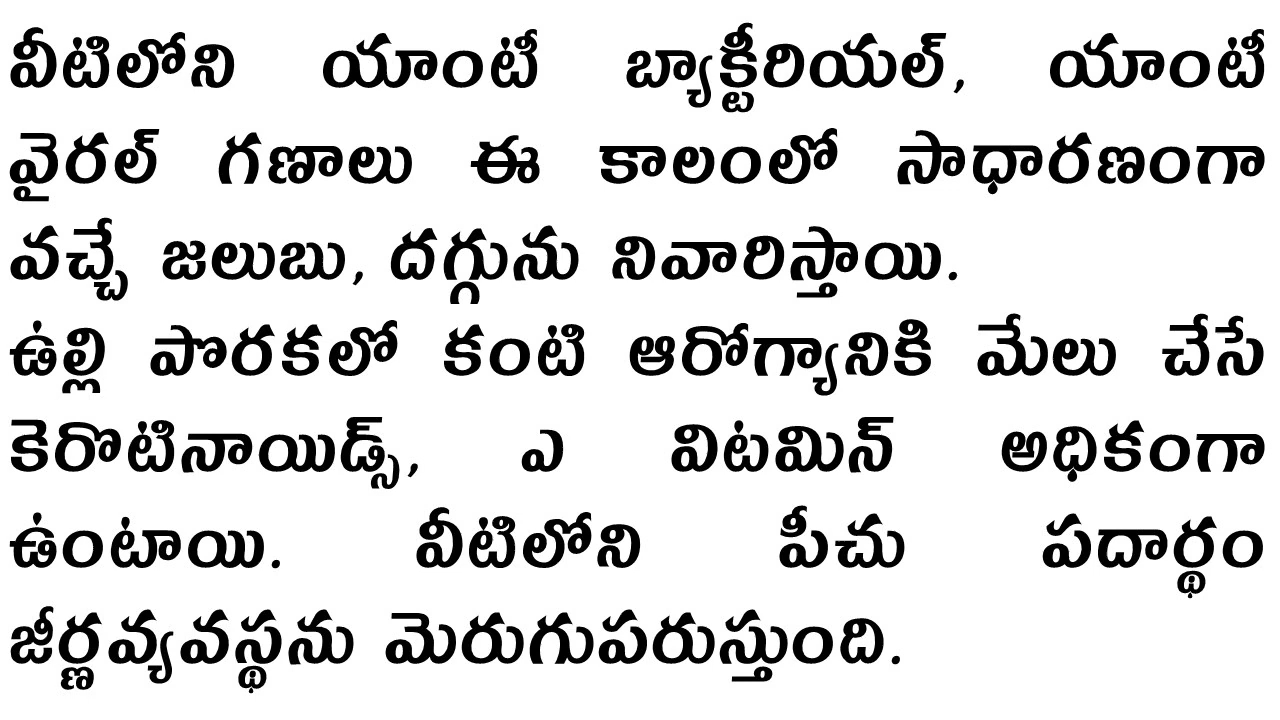 వీటిలోని యాంటీ బ్యాక్టీరియల్, యాంటీ
వైరల్ గణాలు ఈ కాలంలో సాధారణంగా
వచ్చే జలుబు, దగ్గును నివారిస్తాయి.
ఉల్లి పొరకలో కంటి ఆరోగ్యానికి మేలు చేసే
కెరొటినాయిడ్స్, ఎ విటమిన్ అధికంగా
ఉంటాయి. వీటిలోని పీచు పదార్థం
జీర్ణవ్యవస్థను మెరుగుపరుస్తుంది.